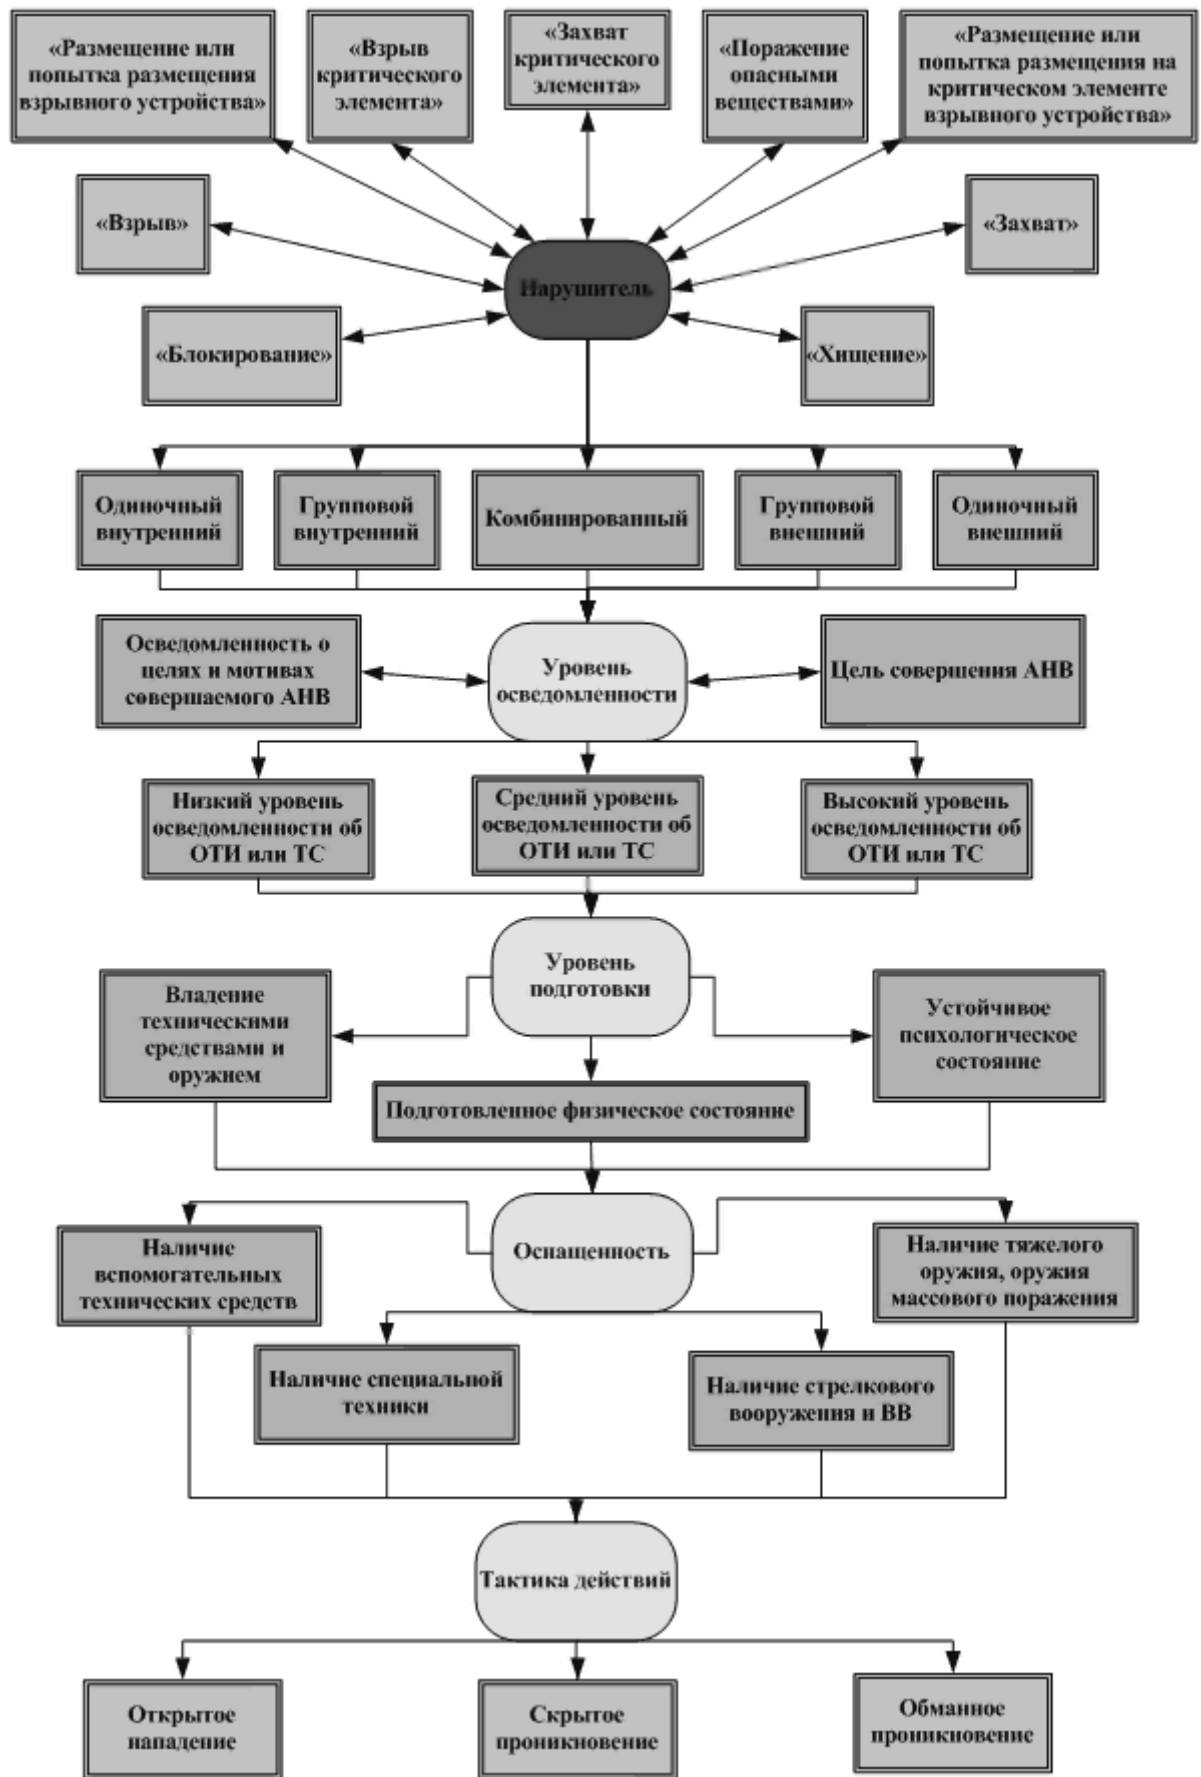 «Размещение или
попытка размещения
взрывного устройства»
«Взрыв
критического
элемента»
«Захват
критического
элемента»
«Поражение
опасными
веществами»
«Размещение или
попытка размещения на
критическом элементе
взрывного устройства»
«Взрыв»
«Захват»
Нарушитель
«Блокирование»
«Хищение»
Одиночный
внутренний
Групповой
внутренний
Комбинированный
Групповой
внешний
Одиночный
внешний
Осведомленность о
целях и мотивах
совершаемого АНВ
Уровень
осведомленности
Цель совершения АНВ
Низкий уровень
осведомленности об
ОТИ или ТС
Средний уровень
осведомленности об
ОТИ или ТС
Высокий уровень
осведомленности об
ОТИ или ТС
Уровень
подготовки
Владение
техническими
средствами и
оружием
Устойчивое
психологическое
состояние
Подготовленное физическое состояние
Оснащенность
Наличие
вспомогательных
технических средств
Наличие тяжелого
оружия, оружия
массового поражения
Наличие специальной
техники
Наличие стрелкового
вооружения и ВВ
Тактика действий
Открытое
нападение
Скрытое
проникновение
Обманное
проникновение